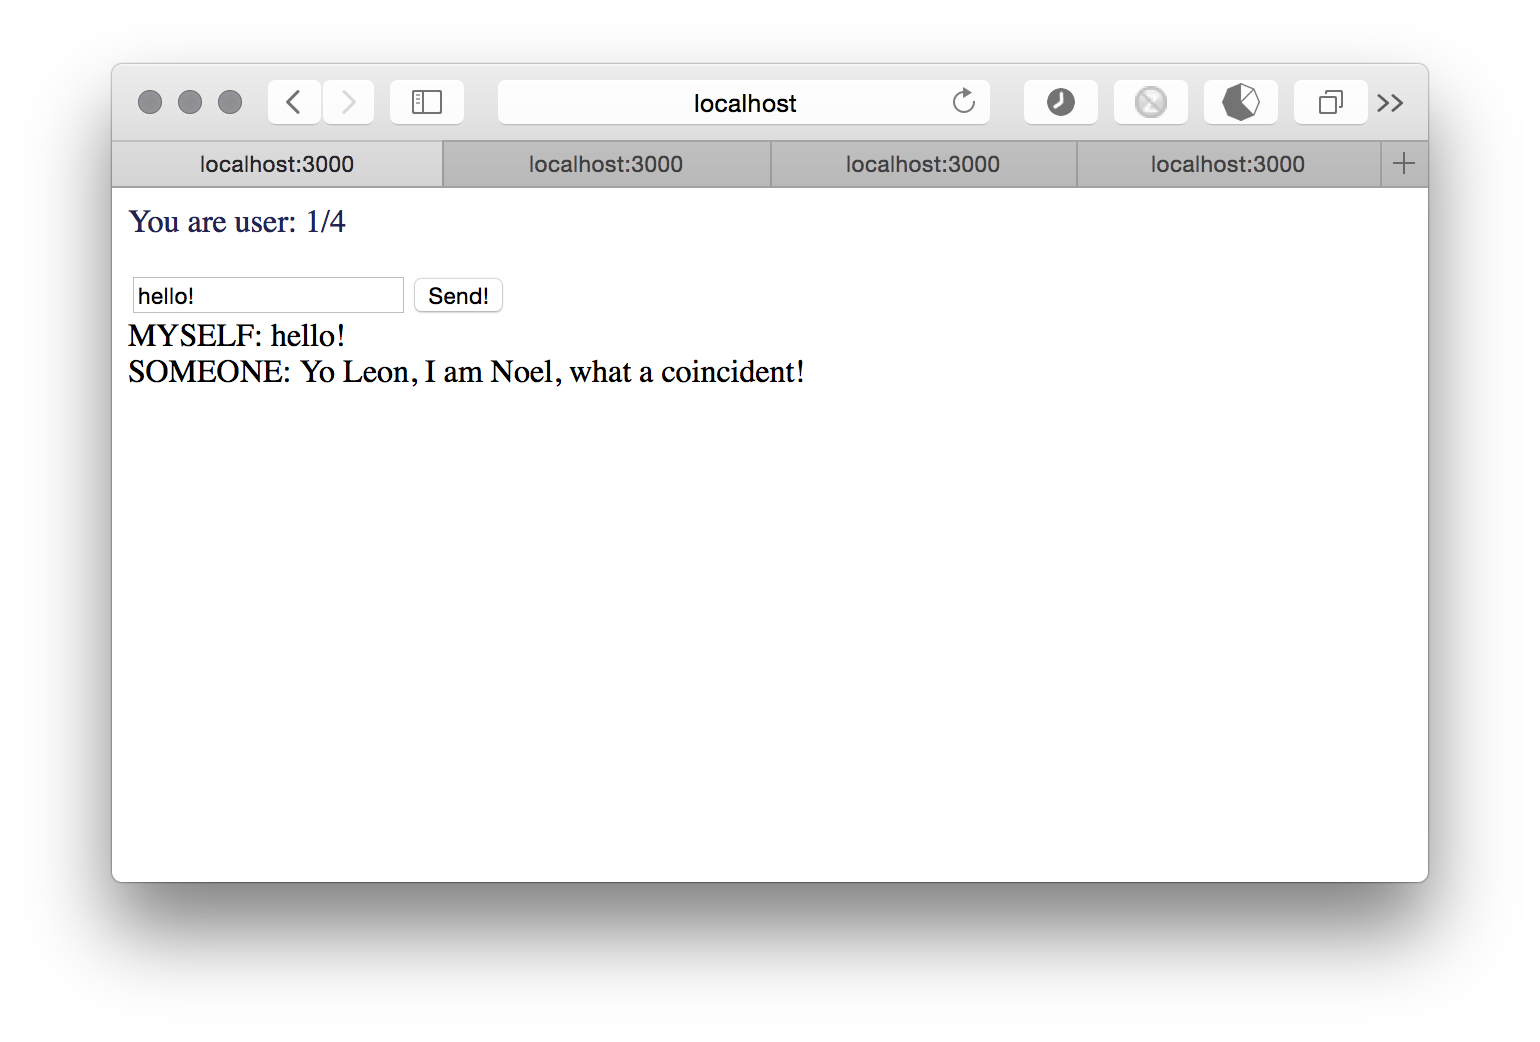 localhost
localhost:3000 localhost:3000 localhost:3000 localhost:3000
You are user: 1/4
hello! Send!
MYSELF: hello!
SOMEONE: Yo Leon, I am Noel, what a coincident!